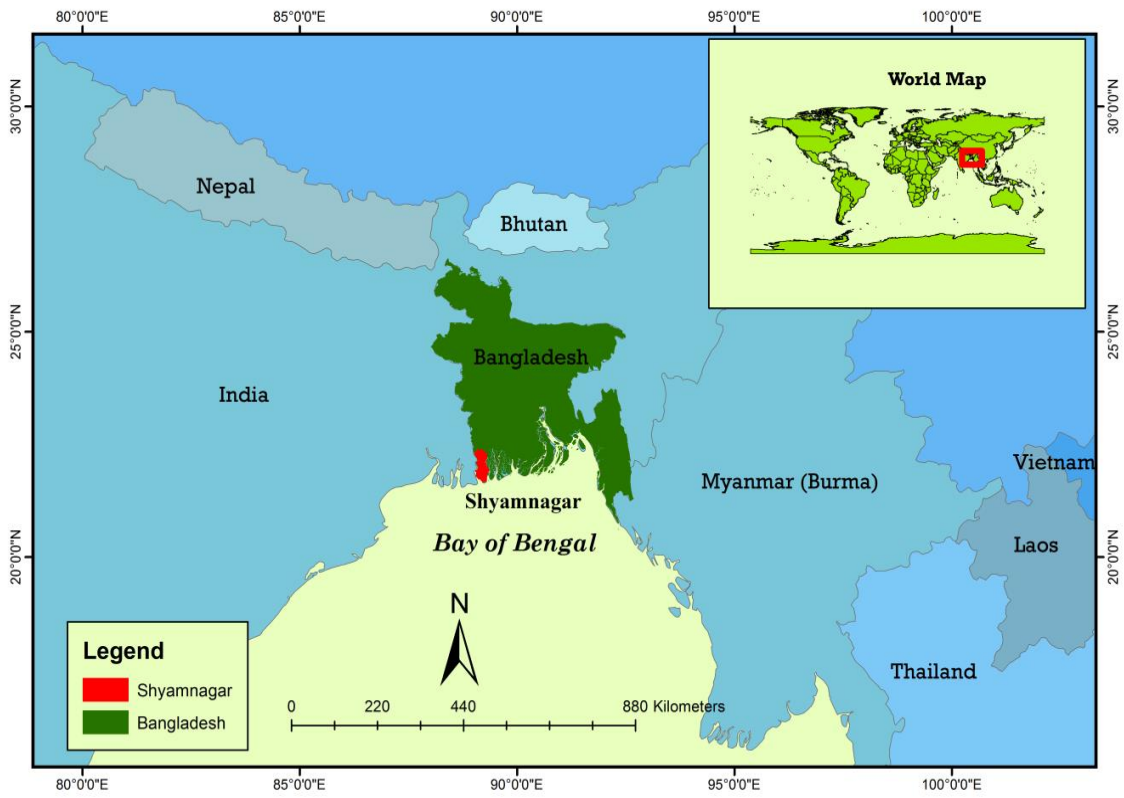 80°0'0"E 85°0'0"E 90°0'0"E 95°0'0"E 100°0'0"E
30°0'0"N
25°0'0"N
20°0'0"N
30°0'0"N
25°0'0"N
20°0'0"N
World Map
Nepal
Bhutan
Bangladesh
India
Vietnam
Myanmar (Burma)
Shyamnagar
Bay of Bengal
Laos
Thailand
N
Legend
Shyamnagar
Bangladesh
0 220 440 880 Kilometers
80°0'0"E 85°0'0"E 90°0'0"E 95°0'0"E 100°0'0"E